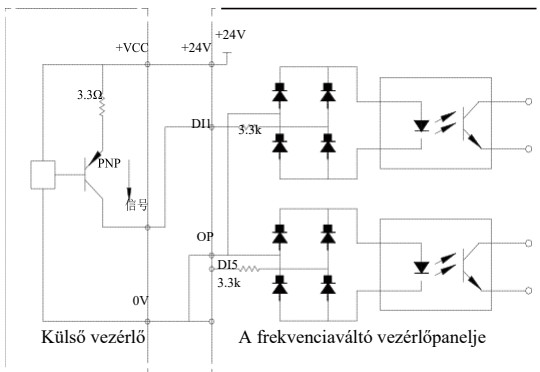 +24V
+VCC
+24V
3.3Ω
DI1
3.3k
PNP
信号
OP
DI5
3.3k
0V
Külső vezérlő
A frekvenciaváltó vezérlőpanelje